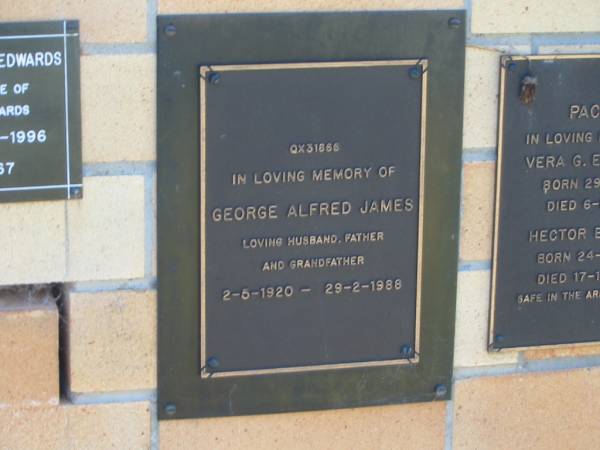 EDWARDS
E OF
ARDS
-1996
67
QX31866
IN LOVING MEMORY OF
GEORGE ALFRED JAMES
LOVING HUSBAND, FATHER
AND GRANDFATHER
2-5-1920 - 29-2-1988
PAC
IN LOVING
VERA G. E
BORN 29
DIED 6-
HECTOR
BORN 24-
DIED 17-1
SAFE IN THE AR